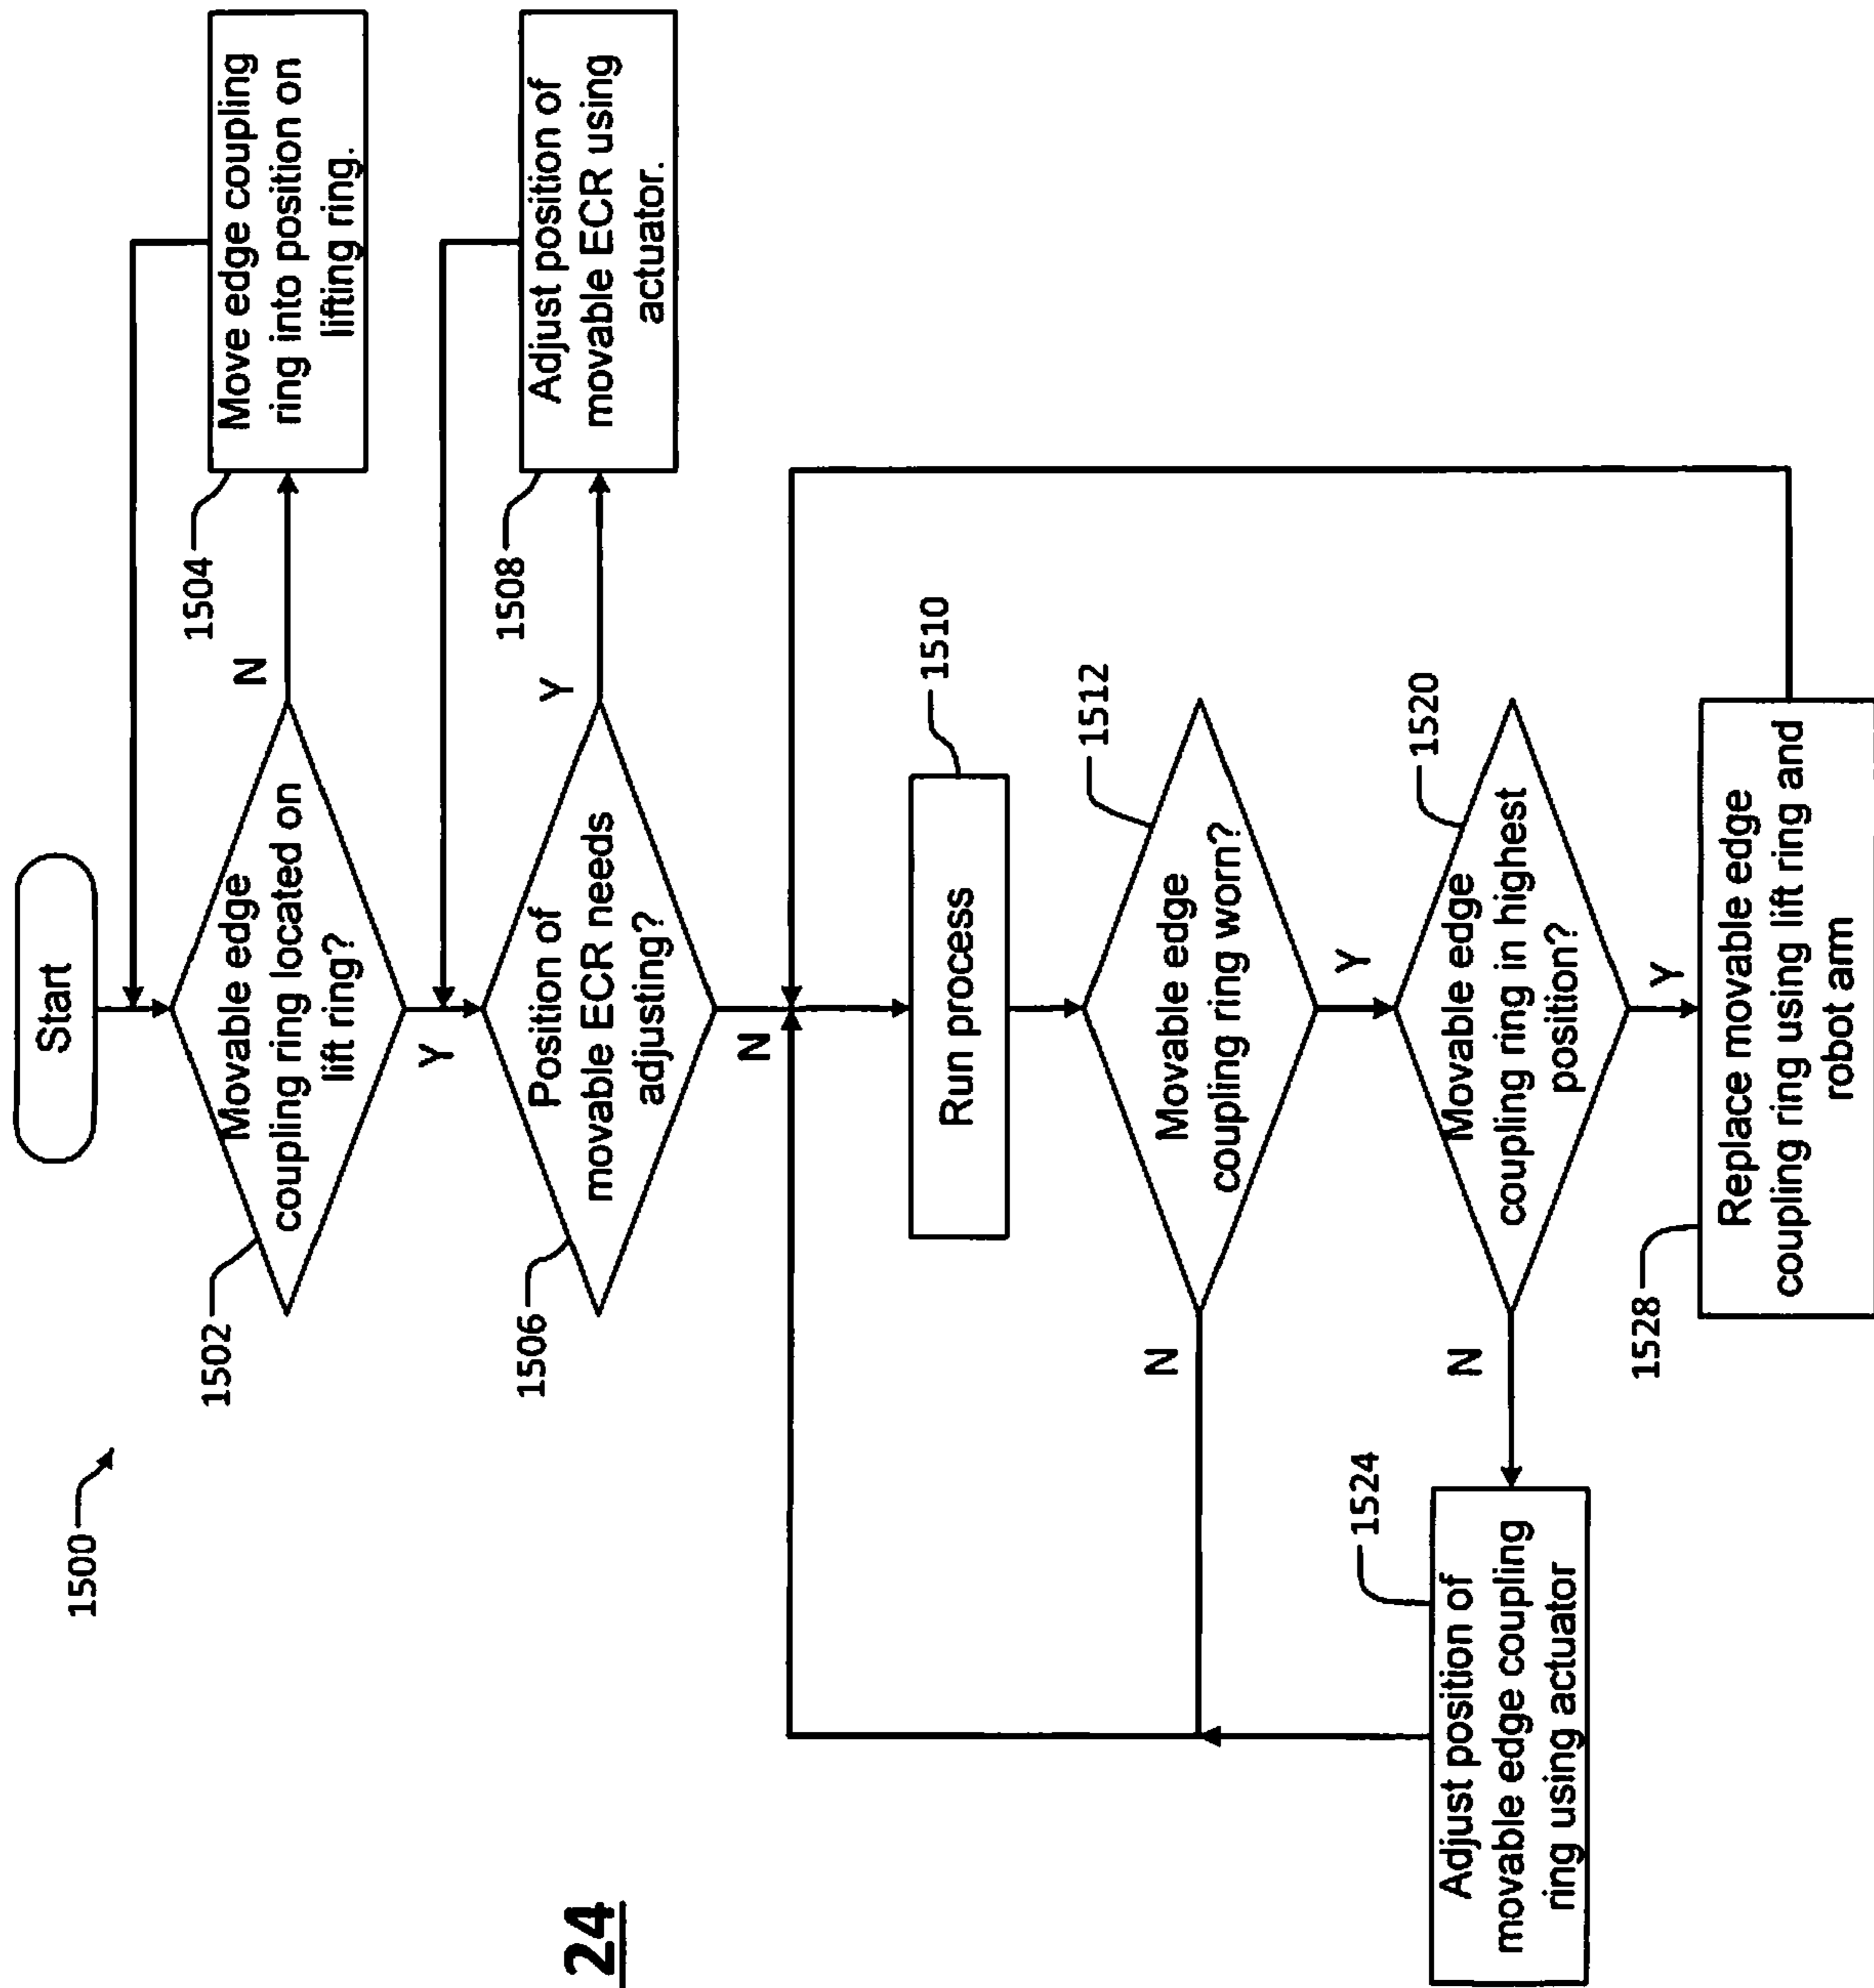 1500
Start
1502
Movable edge
coupling ring located on
lift ring?
N
Y
1504
Move edge coupling
ring into position on
lifting ring.
1506
Position of
movable ECR needs
adjusting?
Y
N
1508
Adjust position of
movable ECR using
actuator.
1510
Run process
1512
Movable edge
coupling ring worn?
N
Y
1520
Movable edge
coupling ring in highest
position?
N
Y
1524
Adjust position of
movable edge coupling
ring using actuator
1528
Replace movable edge
coupling ring using lift ring and
robot arm
24